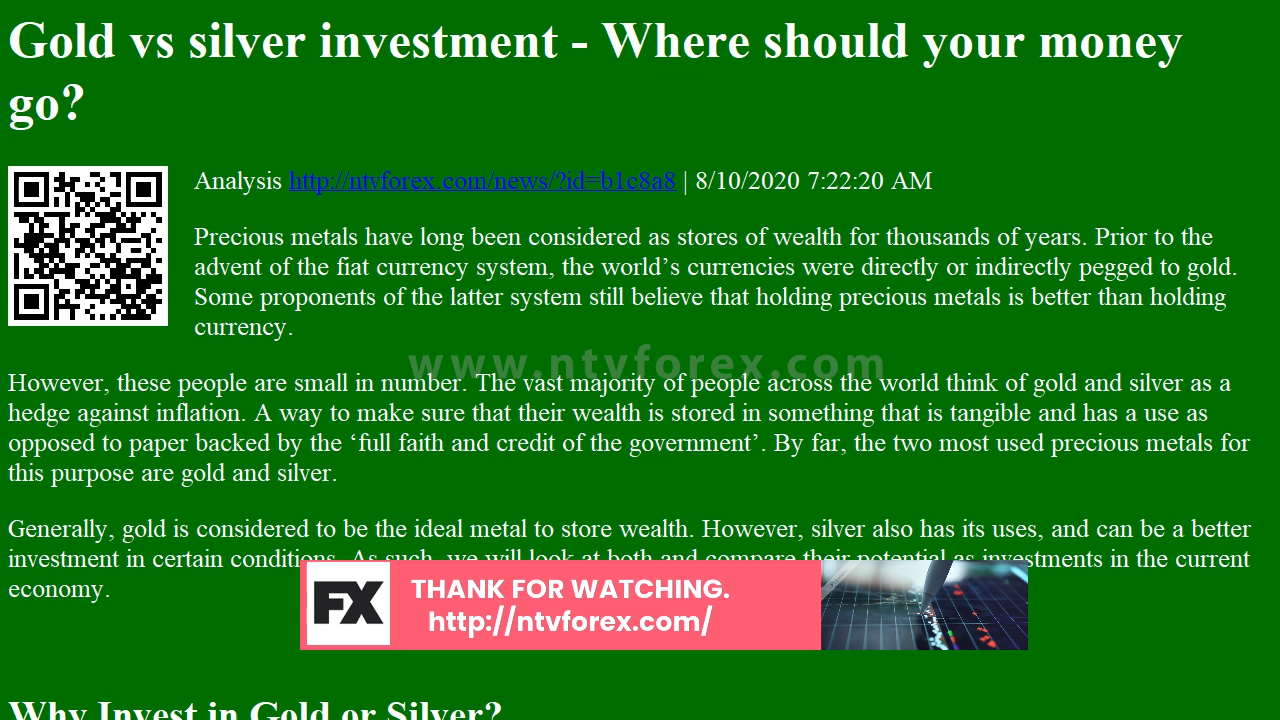 Gold vs silver investment - Where should your money
go?
Analysis http://ntvforex.com/news/?id=b1c8a8 | 8/10/2020 7:22:20 AM
Precious metals have long been considered as stores of wealth for thousands of years. Prior to the
advent of the fiat currency system, the world’s currencies were directly or indirectly pegged to gold.
Some proponents of the latter system still believe that holding precious metals is better than holding
currency.
www.ntvforex.com
However, these people are small in number. The vast majority of people across the world think of gold and silver as a
hedge against inflation. A way to make sure that their wealth is stored in something that is tangible and has a use as
opposed to paper backed by the ‘full faith and credit of the government’. By far, the two most used precious metals for
this purpose are gold and silver.
Generally, gold is considered to be the ideal metal to store wealth. However, silver also has its uses, and can be a better
investment in certain conditions. As such, we will look at both and compare their potential as investments in the current
economy.
FX
THANK FOR WATCHING.
http://ntvforex.com/
Why Invest in Gold or Silver?